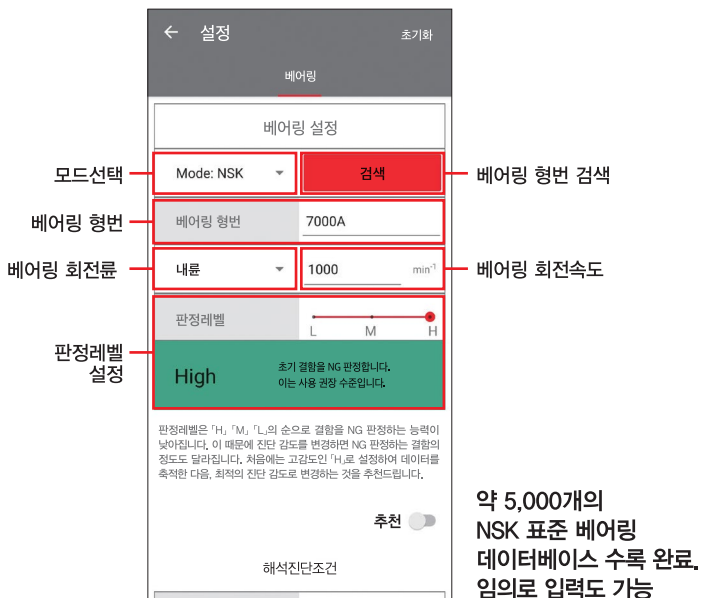 ← 설정 초기화
베어링
베어링 설정
모드선택 Mode: NSK 검색 베어링 형번 검색
베어링 형번 베어링 형번 7000A
베어링 회전륜 내륜 1000 min-1 베어링 회전속도
판정레벨
L M H
판정레벨
설정
High
초기 결함을 NG 판정합니다.
이는 사용 권장 수준입니다.
판정레벨은 「H」 「M」 「L」의 순으로 결함을 NG 판정하는 능력이
낮아집니다. 이 때문에 진단 감도를 변경하면 NG 판정하는 결함의
정도도 달라집니다. 처음에는 고감도인 「H」로 설정하여 데이터를
축적한 다음, 최적의 진단 감도로 변경하는 것을 추천드립니다.
추천
해석진단조건
약 5,000개의
NSK 표준 베어링
데이터베이스 수록 완료.
임의로 입력도 가능